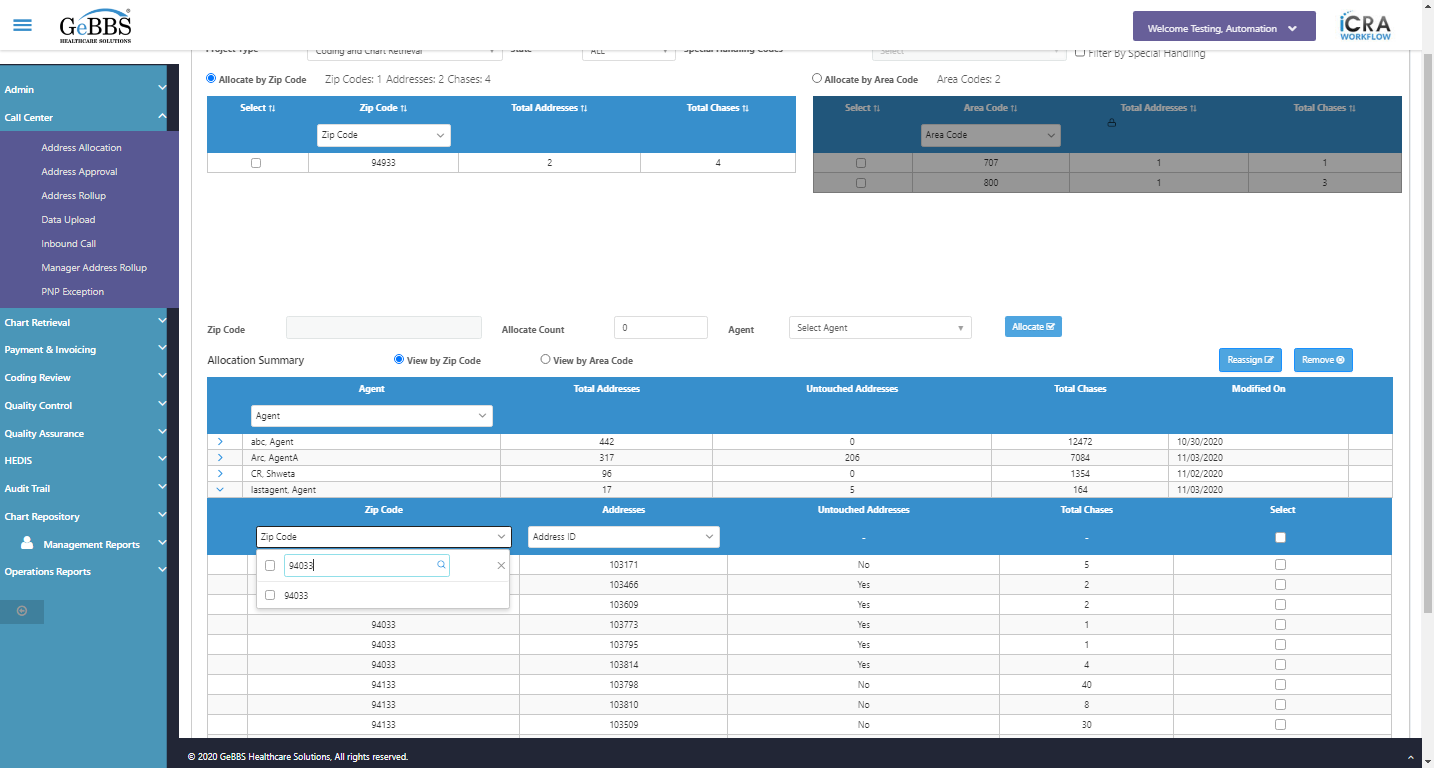 GeBBS
HEALTHCARE SOLUTIONS
Welcome Testing, Automation
iCRA
WORKFLOW
Project Type Coding and Chart Retrieval State ALL Special Handling Codes Select Filter By Special Handling
Allocate by Zip Code Zip Codes: 1 Addresses: 2 Chases: 4
Allocate by Area Code Area Codes: 2
Select Zip Code Total Addresses Total Chases
Zip Code
94933 2 4
Select Area Code Total Addresses Total Chases
Area Code
707 1 1
800 1 3
Admin
Call Center
Address Allocation
Address Approval
Address Rollup
Data Upload
Inbound Call
Manager Address Rollup
PNP Exception
Chart Retrieval
Payment & Invoicing
Coding Review
Quality Control
Quality Assurance
HEDIS
Audit Trail
Chart Repository
Management Reports
Operations Reports
Zip Code Allocate Count 0 Agent Select Agent Allocate
Allocation Summary View by Zip Code View by Area Code Reassign Remove
Agent Total Addresses Untouched Addresses Total Chases Modified On
Agent
abc, Agent 442 0 12472 10/30/2020
Arc, AgentA 317 206 7084 11/03/2020
CR, Shweta 96 0 1354 11/02/2020
lastagent, Agent 17 5 164 11/03/2020
Zip Code Addresses Untouched Addresses Total Chases Select
Zip Code Address ID - -
94033
94033
103171 No 5
103466 Yes 2
103609 Yes 2
94033 103773 Yes 1
94033 103795 Yes 1
94033 103814 Yes 4
94133 103798 No 40
94133 103810 No 8
94133 103509 No 30
© 2020 GeBBS Healthcare Solutions, All rights reserved.